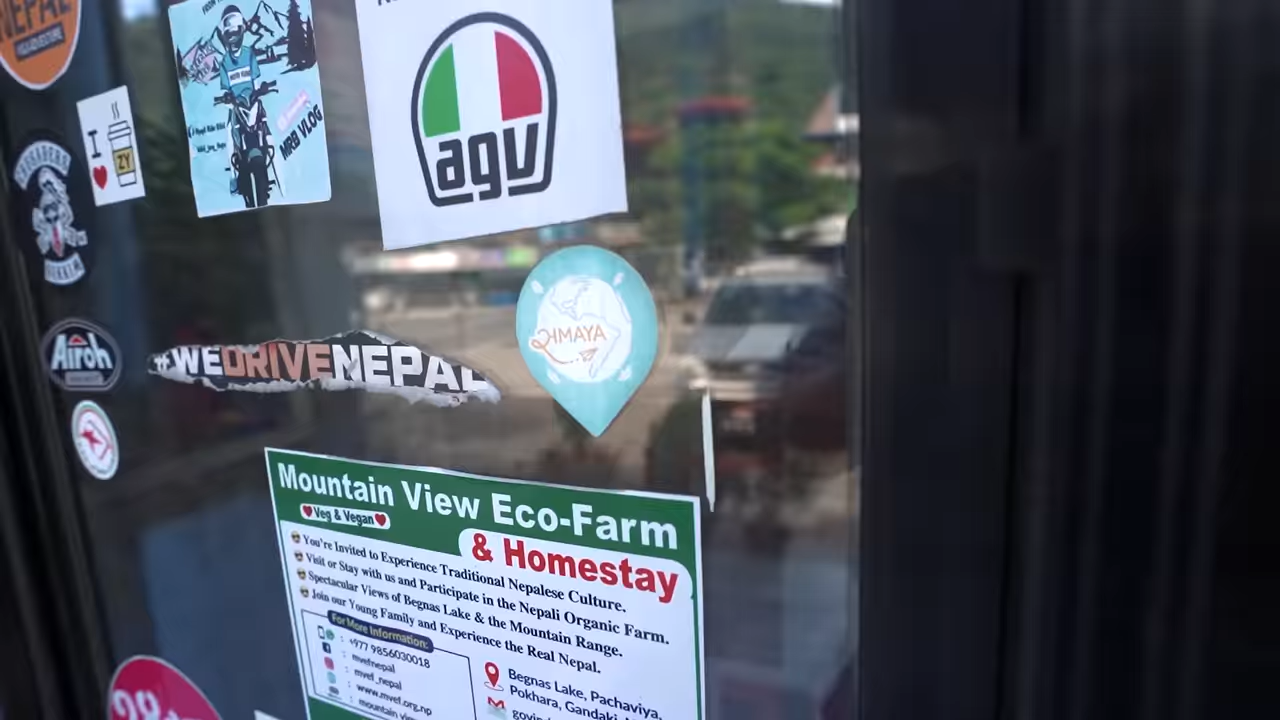 NEPAL
I
ZY
MRB VLOG
agv
Airoh
#WEDRIVENEPAL
AMAYA
Mountain View Eco-Farm
Veg & Vegan
& Homestay
You're Invited to Experience Traditional Nepalese Culture.
Visit or Stay with us and Participate in the Nepali Organic Farm.
Spectacular Views of Begnas Lake & the Mountain Range.
Join our Young Family and Experience the Real Nepal.
For More Information:
: +977 9856030018
: mvefnepal
: mvef_nepal
: www.mvef.org.np
: mountain view
Begnas Lake, Pachaviya,
Pokhara, Gandaki,